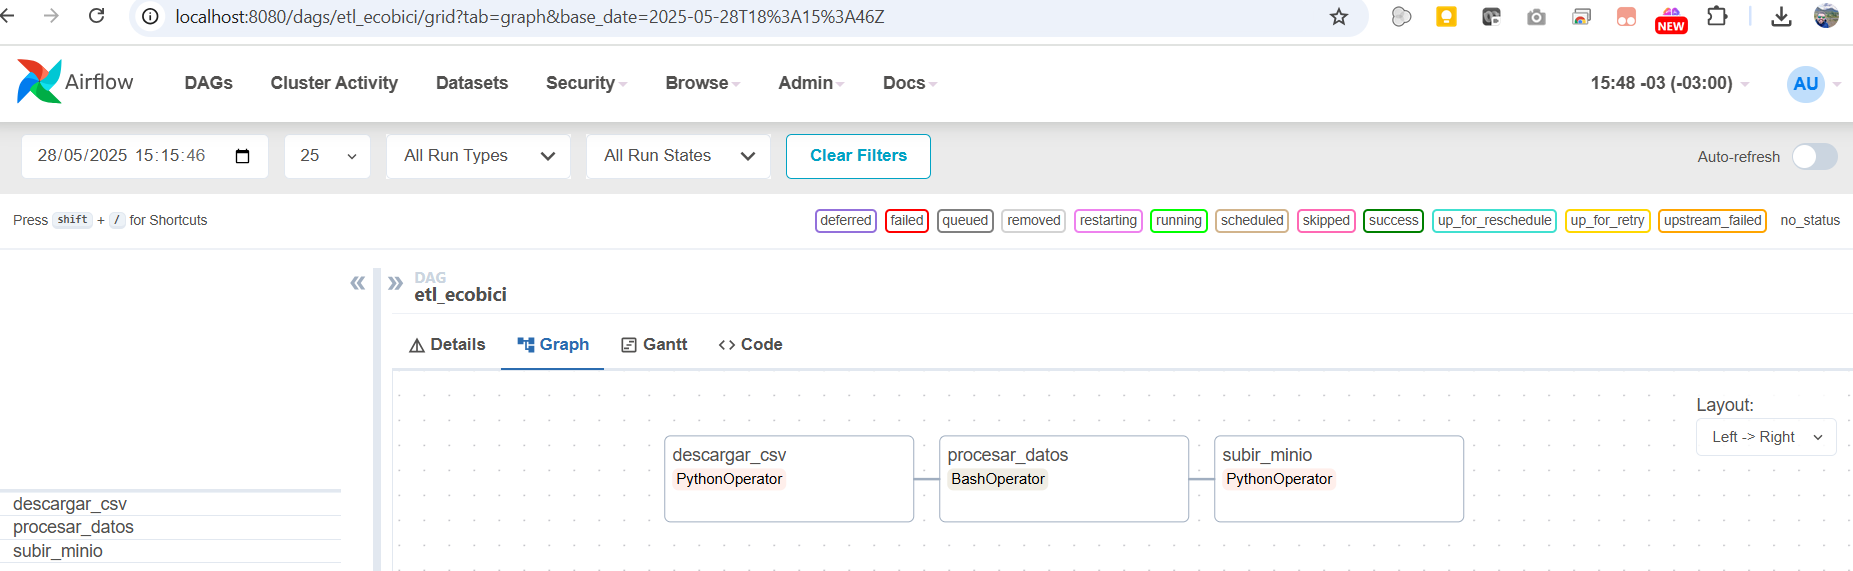 localhost:8080/dags/etl_ecobici/grid?tab=graph&base_date=2025-05-28T18%3A15%3A46Z
NEW
Airflow
DAGs
Cluster Activity
Datasets
Security
Browse
Admin
Docs
15:48 -03 (-03:00)
AU
28/05/2025 15:15:46
25
All Run Types
All Run States
Clear Filters
Auto-refresh
Press shift + / for Shortcuts
deferred
failed
queued
removed
restarting
running
scheduled
skipped
success
up_for_reschedule
up_for_retry
upstream_failed
no_status
DAG
etl_ecobici
Details
Graph
Gantt
Code
Layout:
Left -> Right
descargar_csv
PythonOperator
procesar_datos
BashOperator
subir_minio
PythonOperator
descargar_csv
procesar_datos
subir_minio